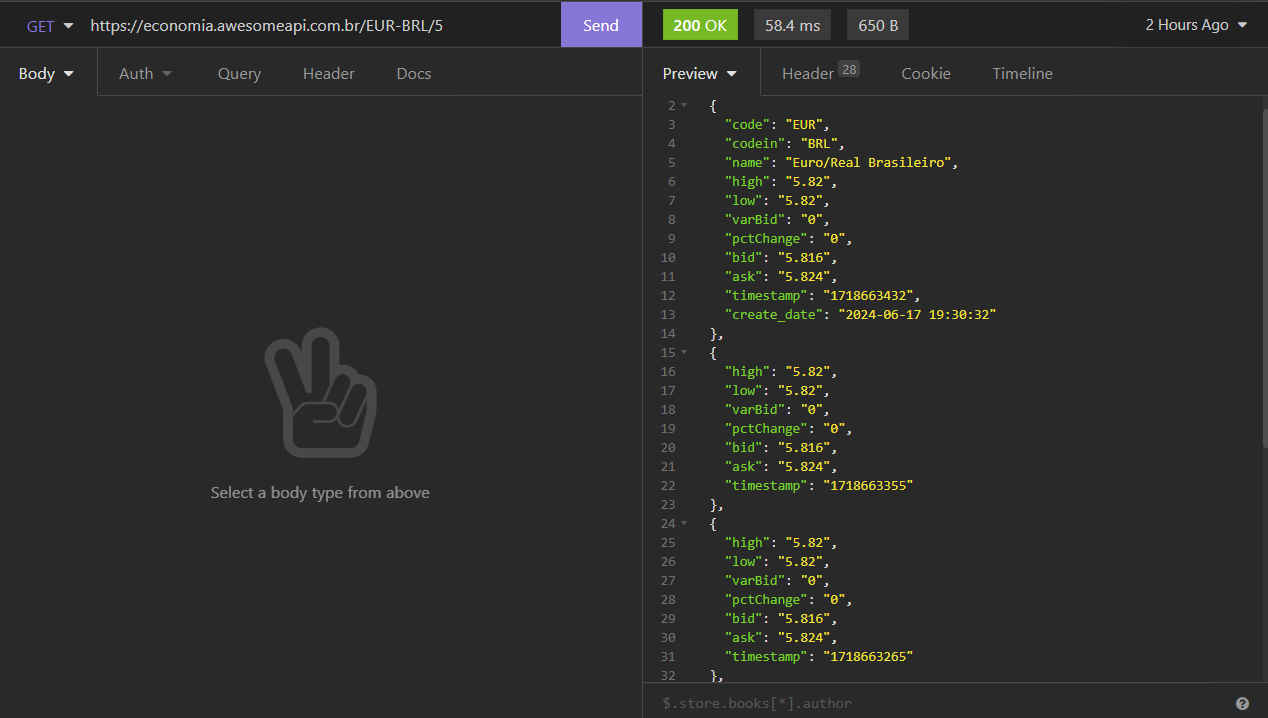 GET https://economia.awesomeapi.com.br/EUR-BRL/5 Send 200 OK 58.4 ms 650 B 2 Hours Ago
Body Auth Query Header Docs Preview Header 28 Cookie Timeline
Select a body type from above
2 {
3 "code": "EUR",
4 "codein": "BRL",
5 "name": "Euro/Real Brasileiro",
6 "high": "5.82",
7 "low": "5.82",
8 "varBid": "0",
9 "pctChange": "0",
10 "bid": "5.816",
11 "ask": "5.824",
12 "timestamp": "1718663432",
13 "create_date": "2024-06-17 19:30:32"
14 },
15 {
16 "high": "5.82",
17 "low": "5.82",
18 "varBid": "0",
19 "pctChange": "0",
20 "bid": "5.816",
21 "ask": "5.824",
22 "timestamp": "1718663355"
23 },
24 {
25 "high": "5.82",
26 "low": "5.82",
27 "varBid": "0",
28 "pctChange": "0",
29 "bid": "5.816",
30 "ask": "5.824",
31 "timestamp": "1718663265"
32 },
$.store.books[*].author ?